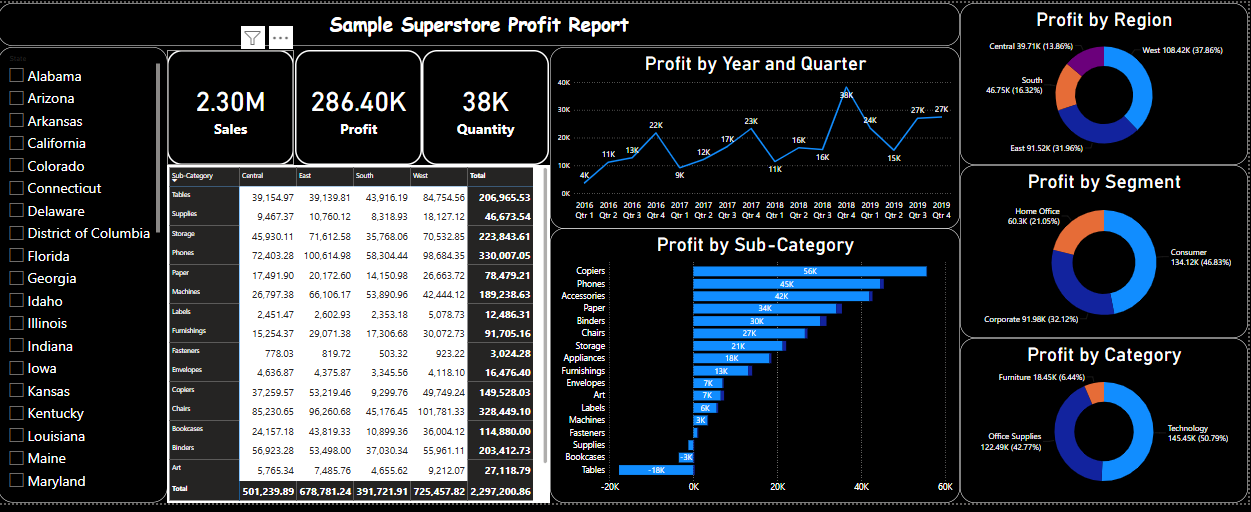 Sample Superstore Profit Report
State
Alabama
Arizona
Arkansas
California
Colorado
Connecticut
Delaware
District of Columbia
Florida
Georgia
Idaho
Illinois
Indiana
Iowa
Kansas
Kentucky
Louisiana
Maine
Maryland
2.30M
Sales
286.40K
Profit
38K
Quantity
Sub-Category Central East South West Total
Tables 39,154.97 39,139.81 43,916.19 84,754.56 206,965.53
Supplies 9,467.37 10,760.12 8,318.93 18,127.12 46,673.54
Storage 45,930.11 71,612.58 35,768.06 70,532.85 223,843.61
Phones 72,403.28 100,614.98 58,304.44 98,684.35 330,007.05
Paper 17,491.90 20,172.60 14,150.98 26,663.72 78,479.21
Machines 26,797.38 66,106.17 53,890.96 42,444.12 189,238.63
Labels 2,451.47 2,602.93 2,353.18 5,078.73 12,486.31
Furnishings 15,254.37 29,071.38 17,306.68 30,072.73 91,705.16
Fasteners 778.03 819.72 503.32 923.22 3,024.28
Envelopes 4,636.87 4,375.87 3,345.56 4,118.10 16,476.40
Copiers 37,259.57 53,219.46 9,299.76 49,749.24 149,528.03
Chairs 85,230.65 96,260.68 45,176.45 101,781.33 328,449.10
Bookcases 24,157.18 43,819.33 10,899.36 36,004.12 114,880.00
Binders 56,923.28 53,498.00 37,030.34 55,961.11 203,412.73
Art 5,765.34 7,485.76 4,655.62 9,212.07 27,118.79
Total 501,239.89 678,781.24 391,721.91 725,457.82 2,297,200.86
Profit by Year and Quarter
40K
30K
20K
10K
0K
4K 11K 13K 22K 9K 12K 17K 23K 11K 16K 16K 38K 24K 15K 27K 27K
2016 2016 2016 2016 2017 2017 2017 2017 2018 2018 2018 2018 2019 2019 2019 2019
Qtr 1 Qtr 2 Qtr 3 Qtr 4 Qtr 1 Qtr 2 Qtr 3 Qtr 4 Qtr 1 Qtr 2 Qtr 3 Qtr 4 Qtr 1 Qtr 2 Qtr 3 Qtr 4
Profit by Sub-Category
Copiers 56K
Phones 45K
Accessories 42K
Paper 34K
Binders 30K
Chairs 27K
Storage 21K
Appliances 18K
Furnishings 13K
Envelopes 7K
Art 7K
Labels 6K
Machines 3K
Fasteners
Supplies
Bookcases -3K
Tables -18K
-20K 0K 20K 40K 60K
Profit by Region
Central 39.71K (13.86%)
West 108.42K (37.86%)
South
46.75K (16.32%)
East 91.52K (31.96%)
Profit by Segment
Home Office
60.3K (21.05%)
Consumer
134.12K (46.83%)
Corporate 91.98K (32.12%)
Profit by Category
Furniture 18.45K (6.44%)
Technology
145.45K (50.79%)
Office Supplies
122.49K (42.77%)